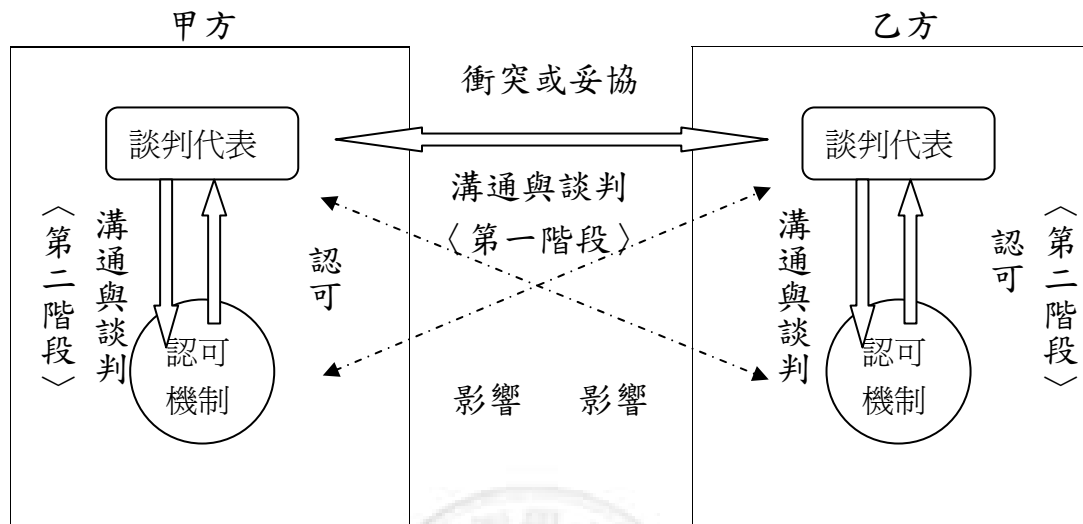 甲方
乙方
衝突或妥協
談判代表
談判代表
溝通與談判
〈第一階段〉
〈第二階段〉
溝通與談判
認可
認可
機制
影響
影響
溝通與談判
認可
〈第二階段〉
認可
機制